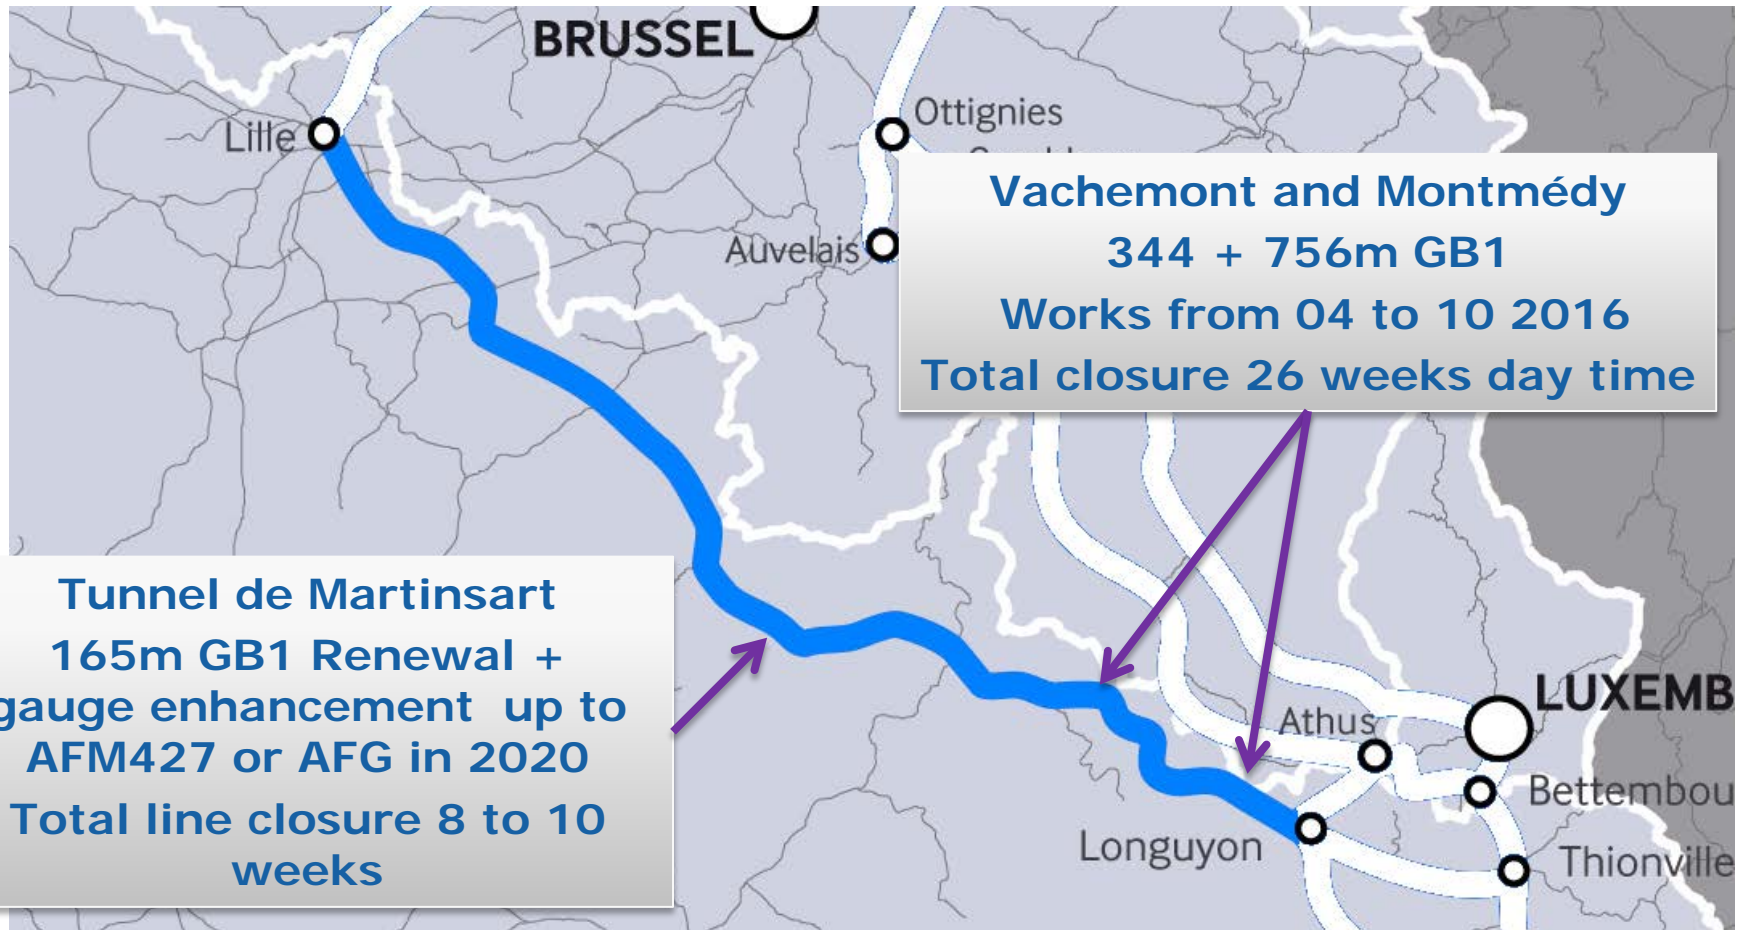 BRUSSEL
Lille
Ottignies
Auvelais
Vachemont and Montmédy
344 + 756m GB1
Works from 04 to 10 2016
Total closure 26 weeks day time
Tunnel de Martinsart
165m GB1 Renewal +
gauge enhancement up to
AFM427 or AFG in 2020
Total line closure 8 to 10
weeks
LUXEMB
Athus
Bettembou
Longuyon
Thionville